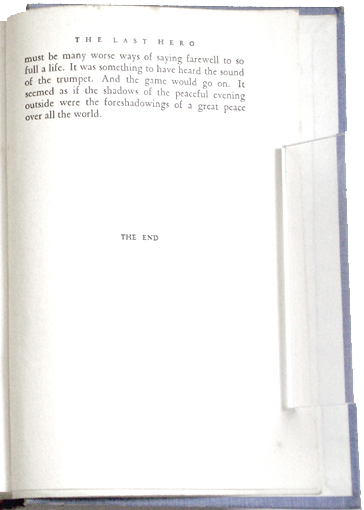 THE LAST HERO
must be many worse ways of saying farewell to so
full a life. It was something to have heard the sound
of the trumpet. And the game would go on. It
seemed as if the shadows of the peaceful evening
outside were the foreshadowings of a great peace
over all the world.
THE END